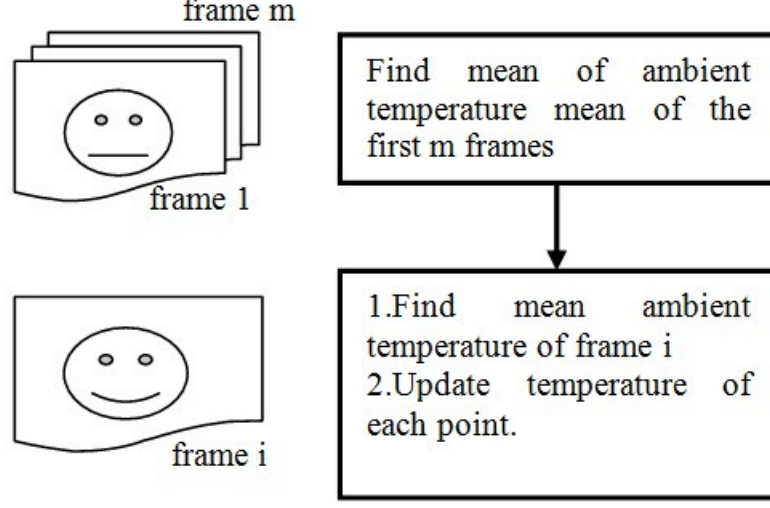 frame m
frame 1
Find mean of ambient
temperature mean of the
first m frames
frame i
1.Find mean ambient
temperature of frame i
2.Update temperature of
each point.